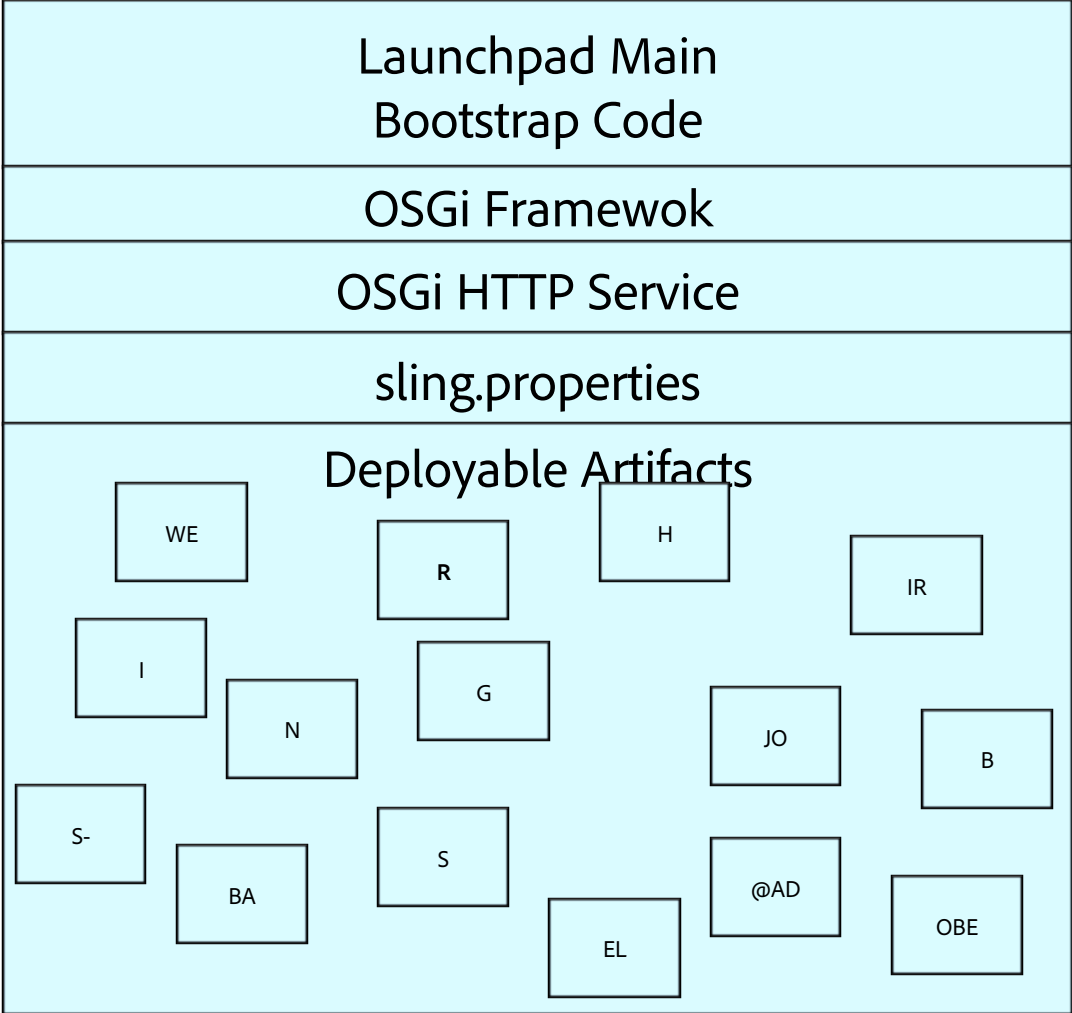 Launchpad Main
Bootstrap Code
OSGi Framewok
OSGi HTTP Service
sling.properties
Deployable Artifacts
WE
R
H
IR
I
N
G
JO
B
S-
BA
S
EL
@AD
OBE